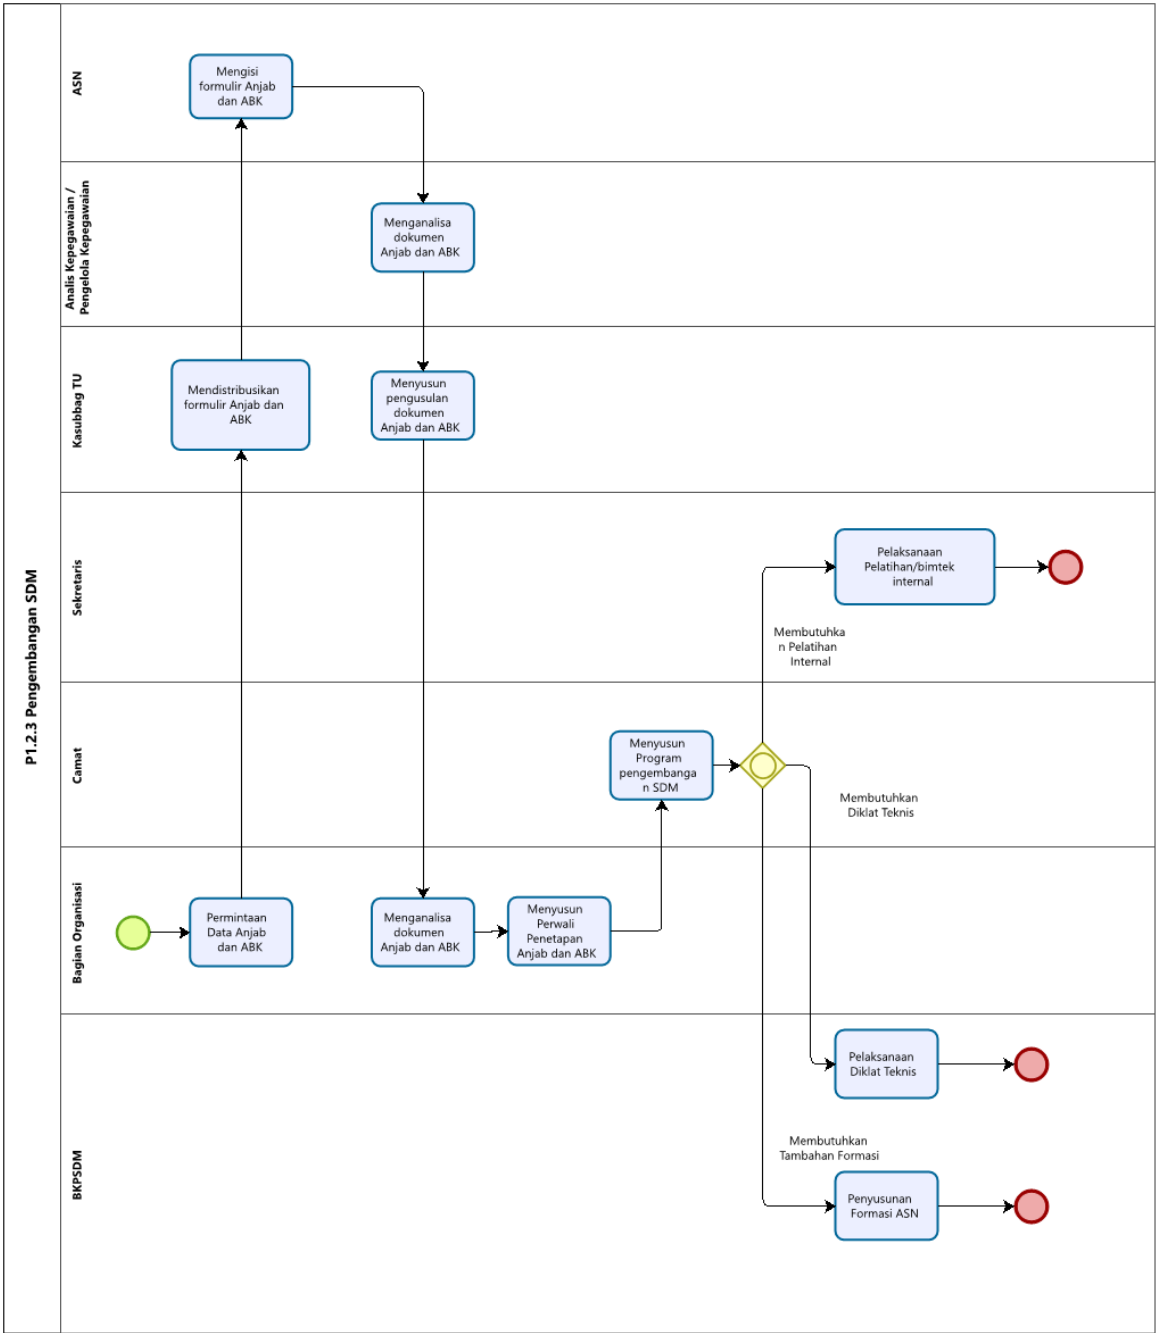 P1.2.3 Pengembangan SDM
ASN
Mengisi
formulir Anjab
dan ABK
Analis Kepegawaian /
Pengelola Kepegawaian
Menganalisa
dokumen
Anjab dan ABK
Kasubbag TU
Mendistribusikan
formulir Anjab dan
ABK
Menyusun
pengusulan
dokumen
Anjab dan ABK
Sekretaris
Pelaksanaan
Pelatihan/bimtek
internal
Membutuhka
n Pelatihan
Internal
Camat
Menyusun
Program
pengembanga
n SDM
Membutuhkan
Diklat Teknis
Bagian Organisasi
Permintaan
Data Anjab
dan ABK
Menganalisa
dokumen
Anjab dan ABK
Menyusun
Perwali
Penetapan
Anjab dan ABK
BKPSDM
Pelaksanaan
Diklat Teknis
Membutuhkan
Tambahan Formasi
Penyusunan
Formasi ASN